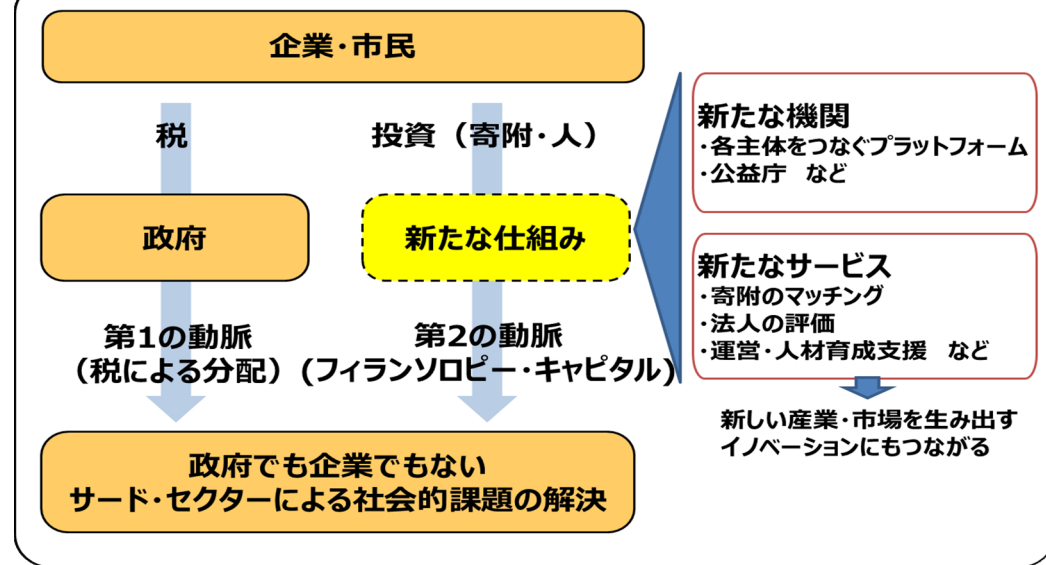 企業・市民
税
投資（寄附・人）
政府
新たな仕組み
第1の動脈
（税による分配）
第2の動脈
(フィランソロピー・キャピタル)
政府でも企業でもない
サード・セクターによる社会的課題の解決
新たな機関
・各主体をつなぐプラットフォーム
・公益庁　など
新たなサービス
・寄附のマッチング
・法人の評価
・運営・人材育成支援　など
新しい産業・市場を生み出す
イノベーションにもつながる